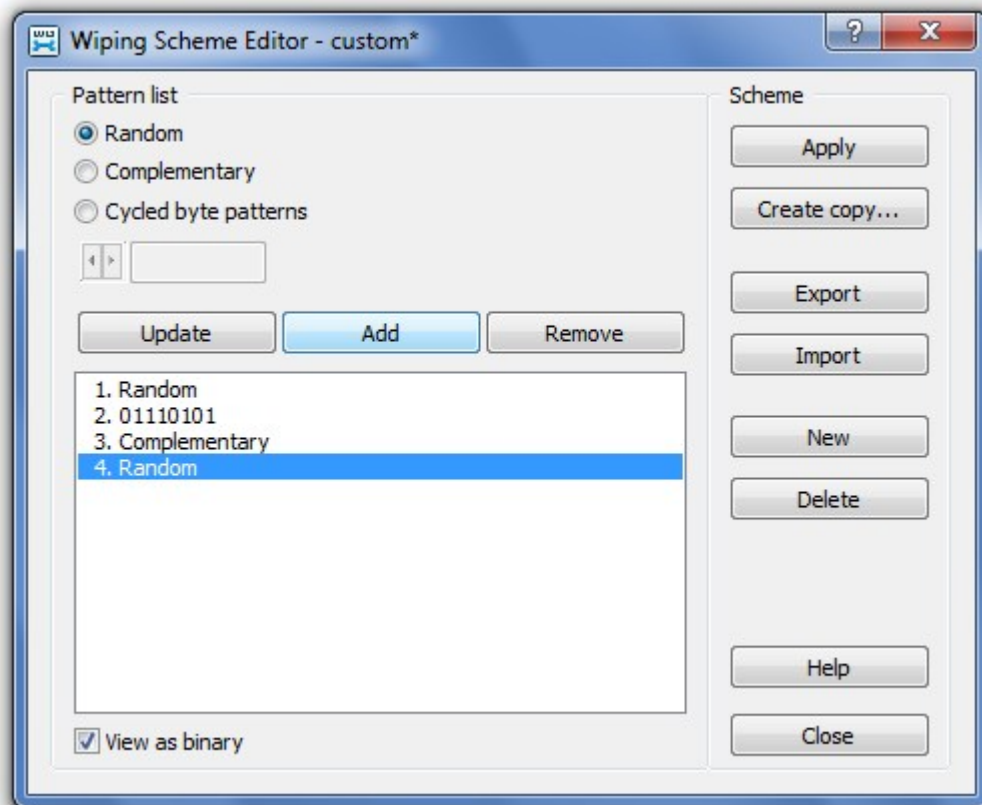 Wiping Scheme Editor - custom*
Pattern list
Random
Complementary
Cycled byte patterns
Update Add Remove
1. Random
2. 01110101
3. Complementary
4. Random
View as binary
Scheme
Apply
Create copy...
Export
Import
New
Delete
Help
Close